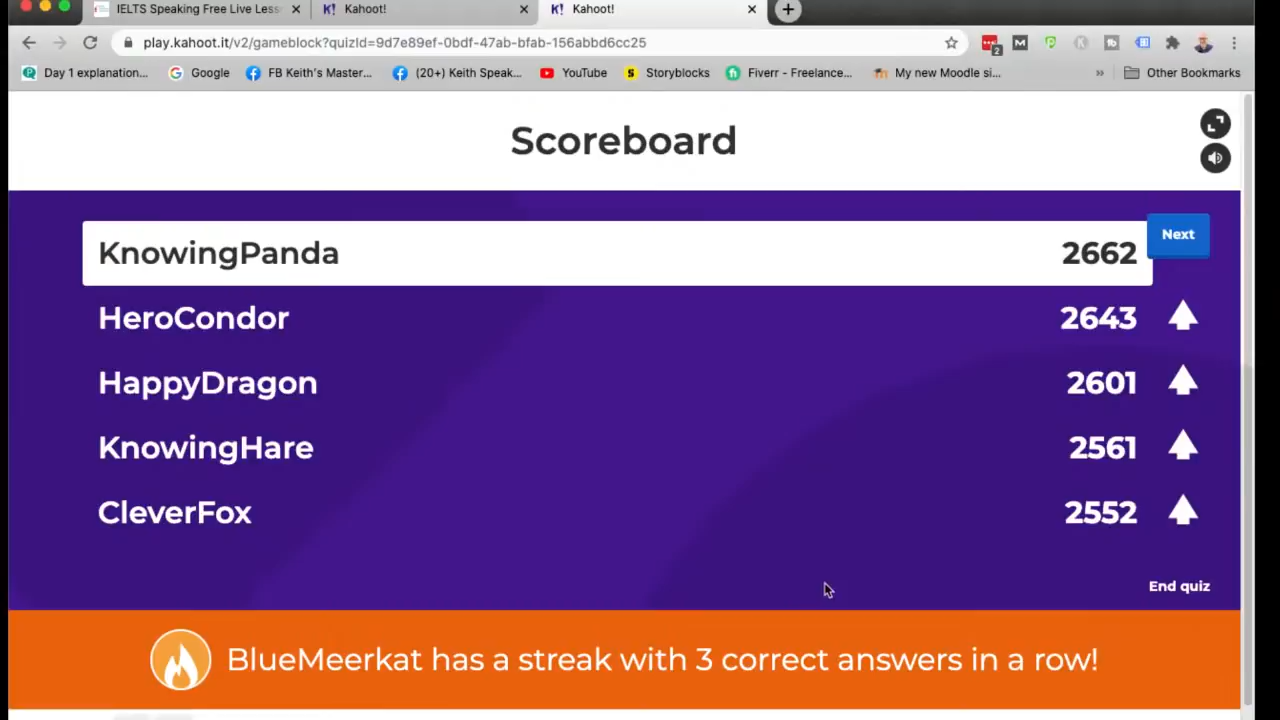 IELTS Speaking Free Live Less
K! Kahoot!
K! Kahoot!
play.kahoot.it/v2/gameblock?quizId=9d7e89ef-0bdf-47ab-bfab-156abbd6cc25
Day 1 explanation... Google FB Keith's Master... (20+) Keith Speak... YouTube Storyblocks Fiverr - Freelance... My new Moodle si... » Other Bookmarks
Scoreboard
KnowingPanda 2662
Next
HeroCondor 2643
HappyDragon 2601
KnowingHare 2561
CleverFox 2552
End quiz
BlueMeerkat has a streak with 3 correct answers in a row!